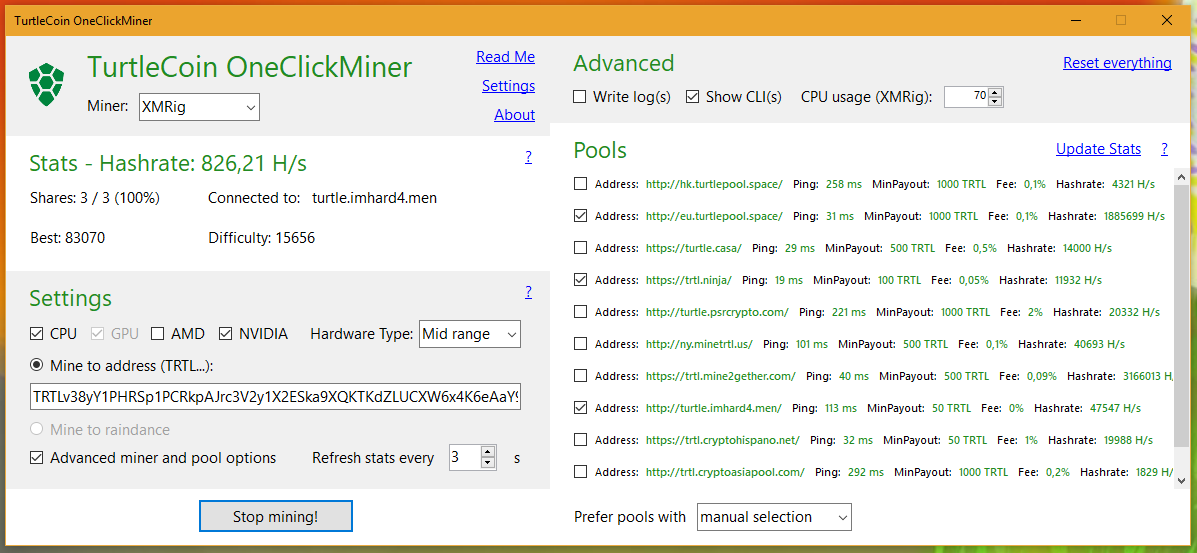 TurtleCoin OneClickMiner
TurtleCoin OneClickMiner
Read Me
Settings
About
Miner: XMRig
Stats - Hashrate: 826,21 H/s
?
Shares: 3 / 3 (100%) Connected to: turtle.imhard4.men
Best: 83070 Difficulty: 15656
Settings
?
CPU GPU AMD NVIDIA Hardware Type: Mid range
Mine to address (TRTL...):
TRTLv38yY1PHRSp1PCRkpAJrc3V2y1X2ESka9XQKTKdZLUCXW6x4K6eAaY9
Mine to raindance
Advanced miner and pool options Refresh stats every 3 s
Stop mining!
Advanced
Reset everything
Write log(s) Show CLI(s) CPU usage (XMRig): 70
Pools
Update Stats ?
Address: http://hk.turtlepool.space/ Ping: 258 ms MinPayout: 1000 TRTL Fee: 0,1% Hashrate: 4321 H/s
Address: http://eu.turtlepool.space/ Ping: 31 ms MinPayout: 1000 TRTL Fee: 0,1% Hashrate: 1885699 H/s
Address: https://turtle.casa/ Ping: 29 ms MinPayout: 500 TRTL Fee: 0,5% Hashrate: 14000 H/s
Address: https://trtl.ninja/ Ping: 19 ms MinPayout: 100 TRTL Fee: 0,05% Hashrate: 11932 H/s
Address: http://turtle.psrcrypto.com/ Ping: 221 ms MinPayout: 1000 TRTL Fee: 2% Hashrate: 20332 H/s
Address: http://ny.minetrtl.us/ Ping: 101 ms MinPayout: 500 TRTL Fee: 0,1% Hashrate: 40693 H/s
Address: https://trtl.mine2gether.com/ Ping: 40 ms MinPayout: 500 TRTL Fee: 0,09% Hashrate: 3166013 H/
Address: http://turtle.imhard4.men/ Ping: 113 ms MinPayout: 50 TRTL Fee: 0% Hashrate: 47547 H/s
Address: https://trtl.cryptohispano.net/ Ping: 32 ms MinPayout: 50 TRTL Fee: 1% Hashrate: 19988 H/s
Address: http://trtl.cryptoasiapool.com/ Ping: 292 ms MinPayout: 1000 TRTL Fee: 0,2% Hashrate: 1829 H/s
Prefer pools with manual selection